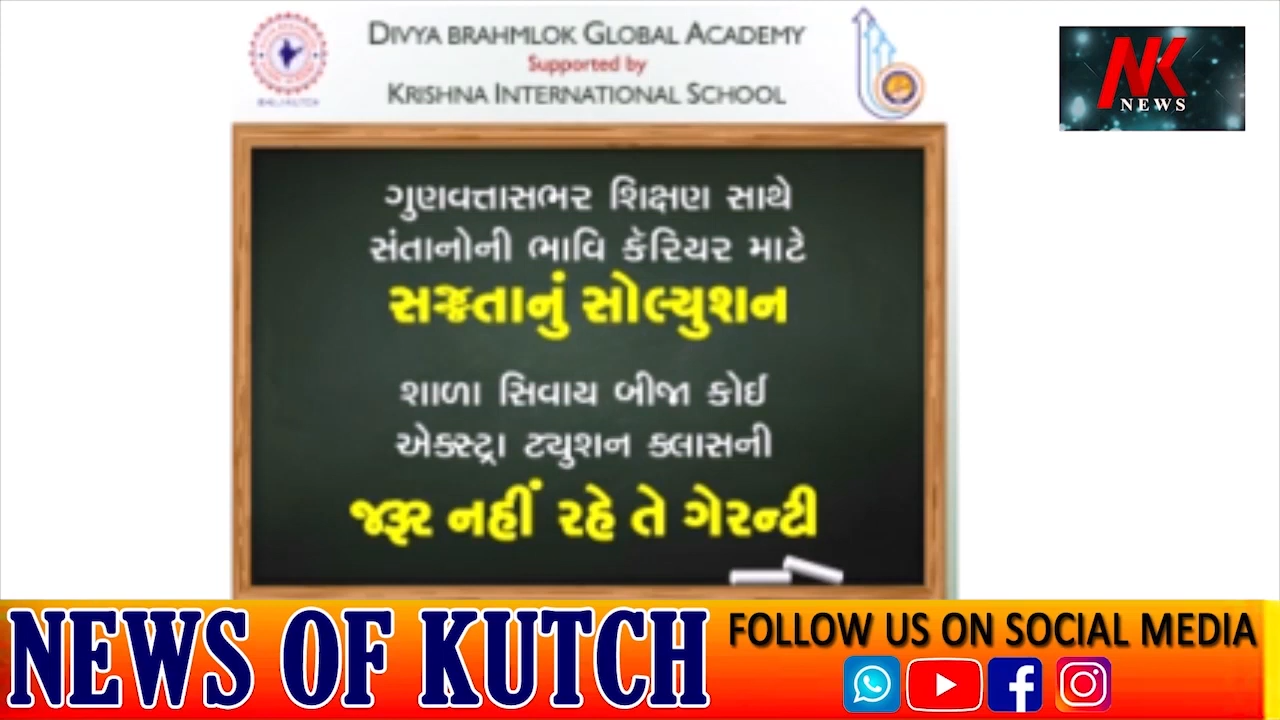 DIVYA BRAHMLOK GLOBAL ACADEMY
Supported by
KRISHNA INTERNATIONAL SCHOOL
NK
NEWS
ગુણવત્તાસભર શિક્ષણ સાથે
સંતાનોની ભાવિ કૅરિયર માટે
સોલ્યુશન
શાળા સિવાય બીજા કોઈ
એક્સ્ટ્રા ટ્યુશન ક્લાસની
જરૂર નહીં રહે તે ગેરન્ટી
NEWS OF KUTCH
FOLLOW US ON SOCIAL MEDIA